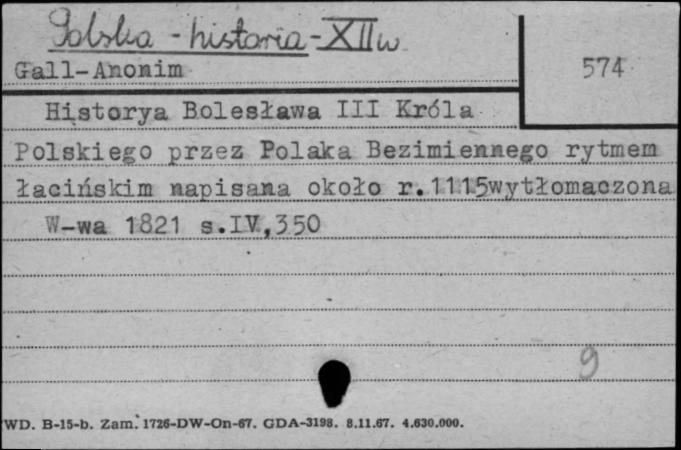 Polska - historia - XII w
Gall-Anonim
574
Historya Bolesława III Króla
Polskiego przez Polaka Bezimiennego rytmem
łacińskim napisana około r.1115wytłomaczona
W-wa 1821 s.IV,350
9
WD. B-15-b. Zam. 1726-DW-On-67. GDA-3198. 8.11.67. 4.630.000.